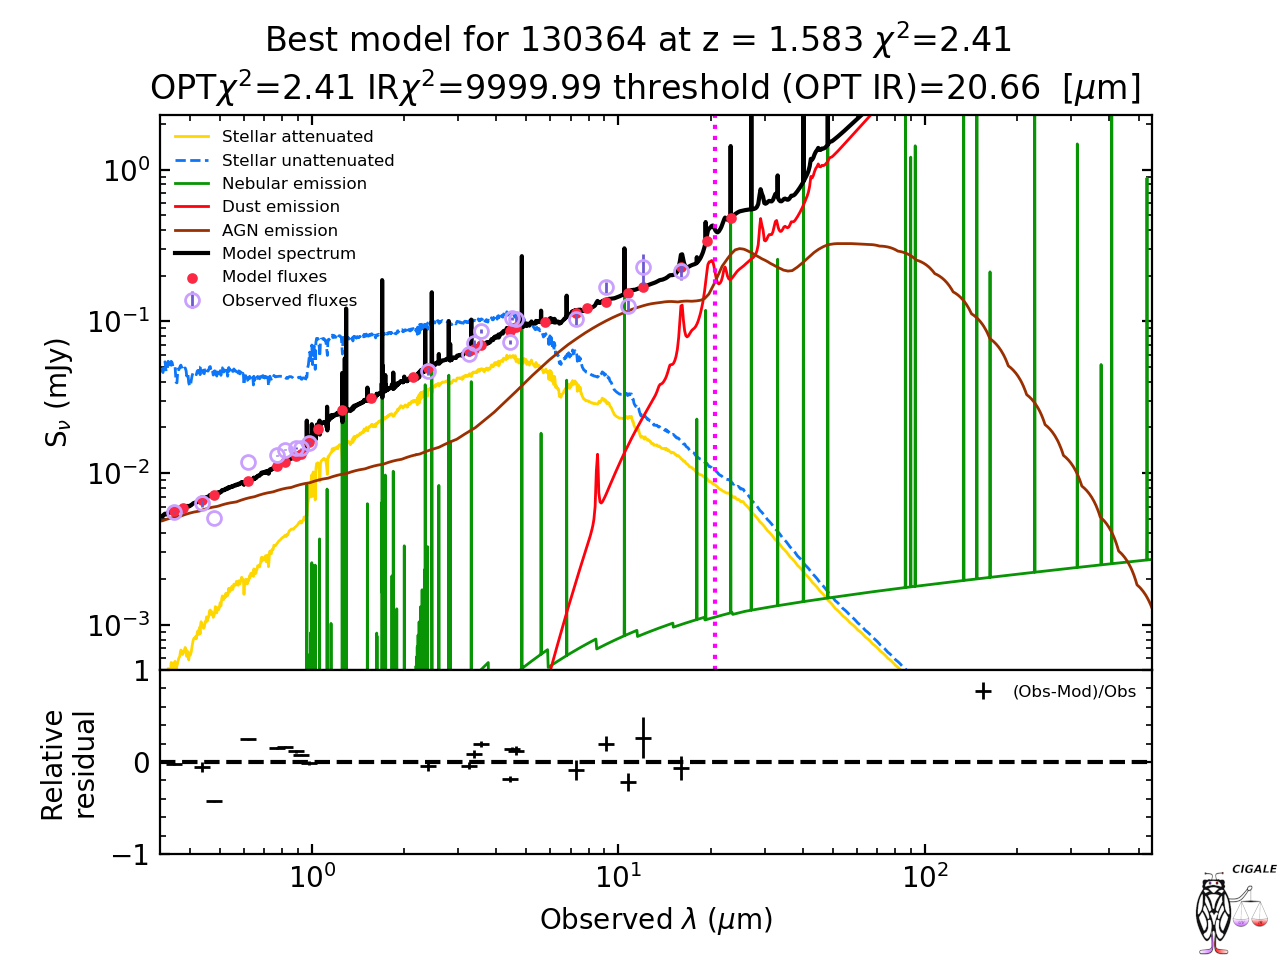 Best model for 130364 at z = 1.583 χ²=2.41
OPTχ²=2.41 IRχ²=9999.99 threshold (OPT IR)=20.66 [μm]
Stellar attenuated
Stellar unattenuated
Nebular emission
Dust emission
AGN emission
Model spectrum
Model fluxes
Observed fluxes
10⁰
10⁻¹
10⁻²
10⁻³
S_ν (mJy)
1
0
−1
Relative
residual
(Obs-Mod)/Obs
10⁰ 10¹ 10²
Observed λ (μm)
CIGALE